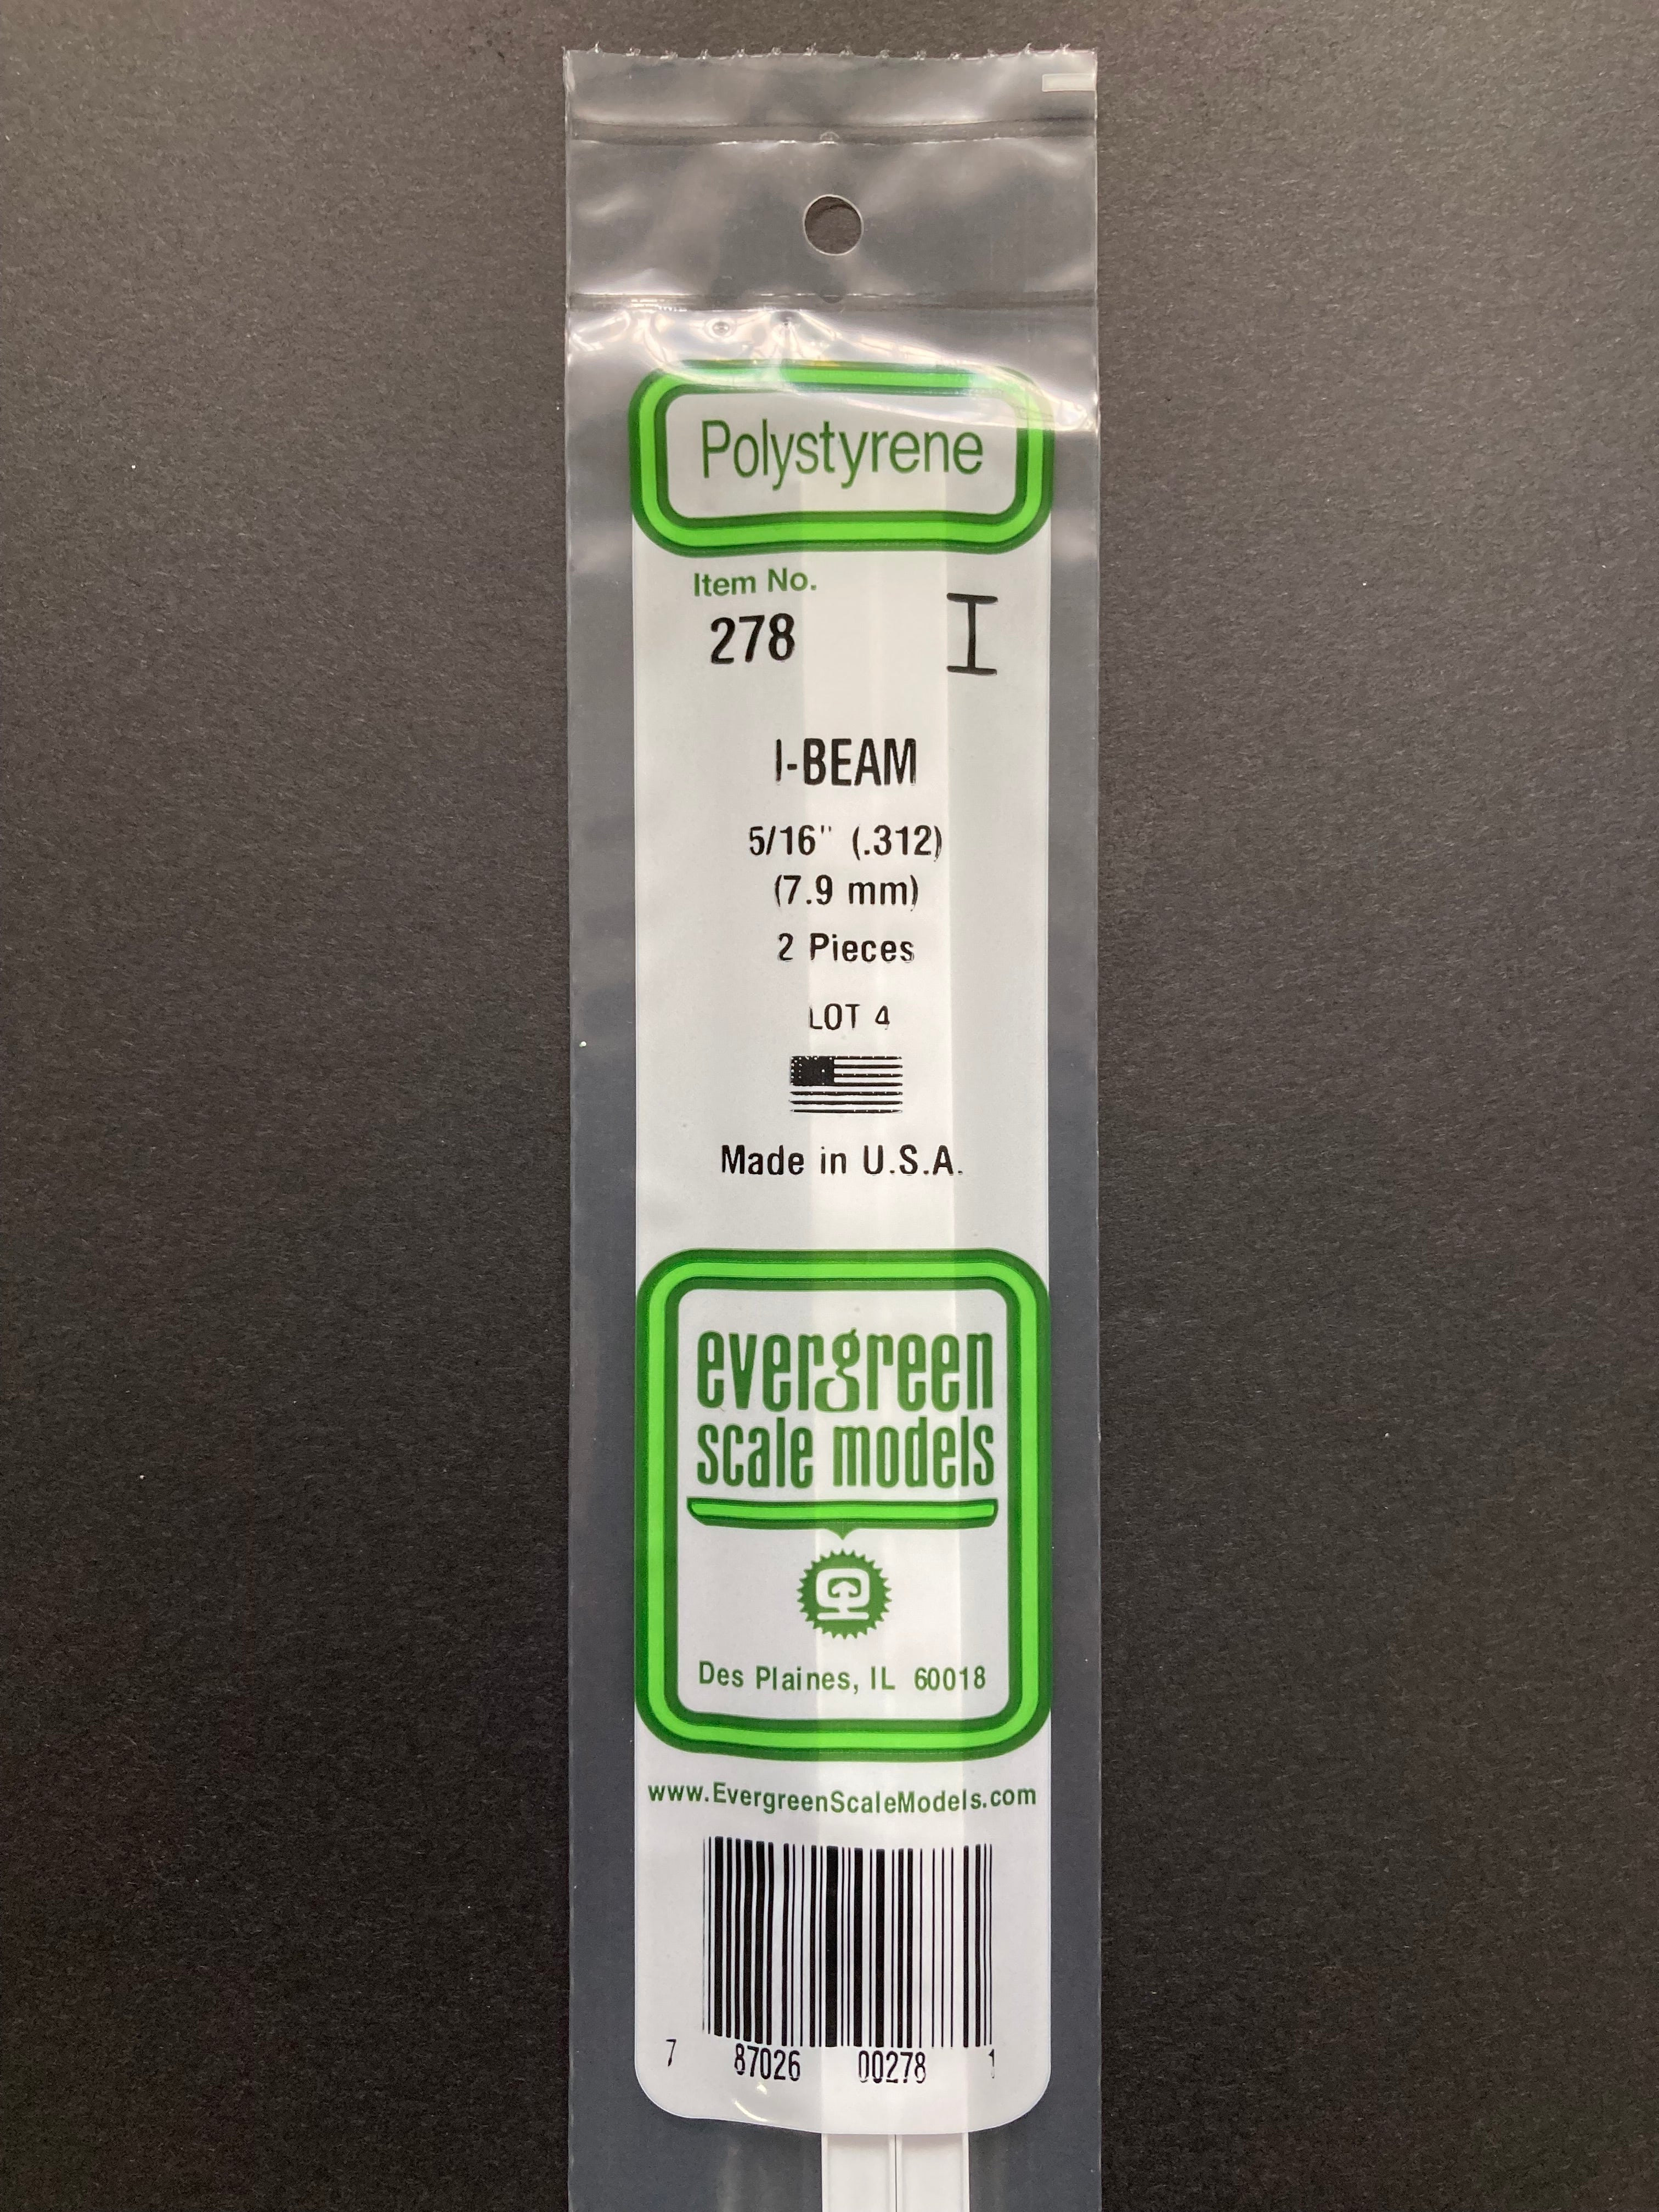 Polystyrene
Item No.
278
I-BEAM
5/16" (.312)
(7.9 mm)
2 Pieces
LOT 4
Made in U.S.A.
evergreen
scale models
Des Plaines, IL 60018
www.EvergreenScaleModels.com
7 87026 00278 1